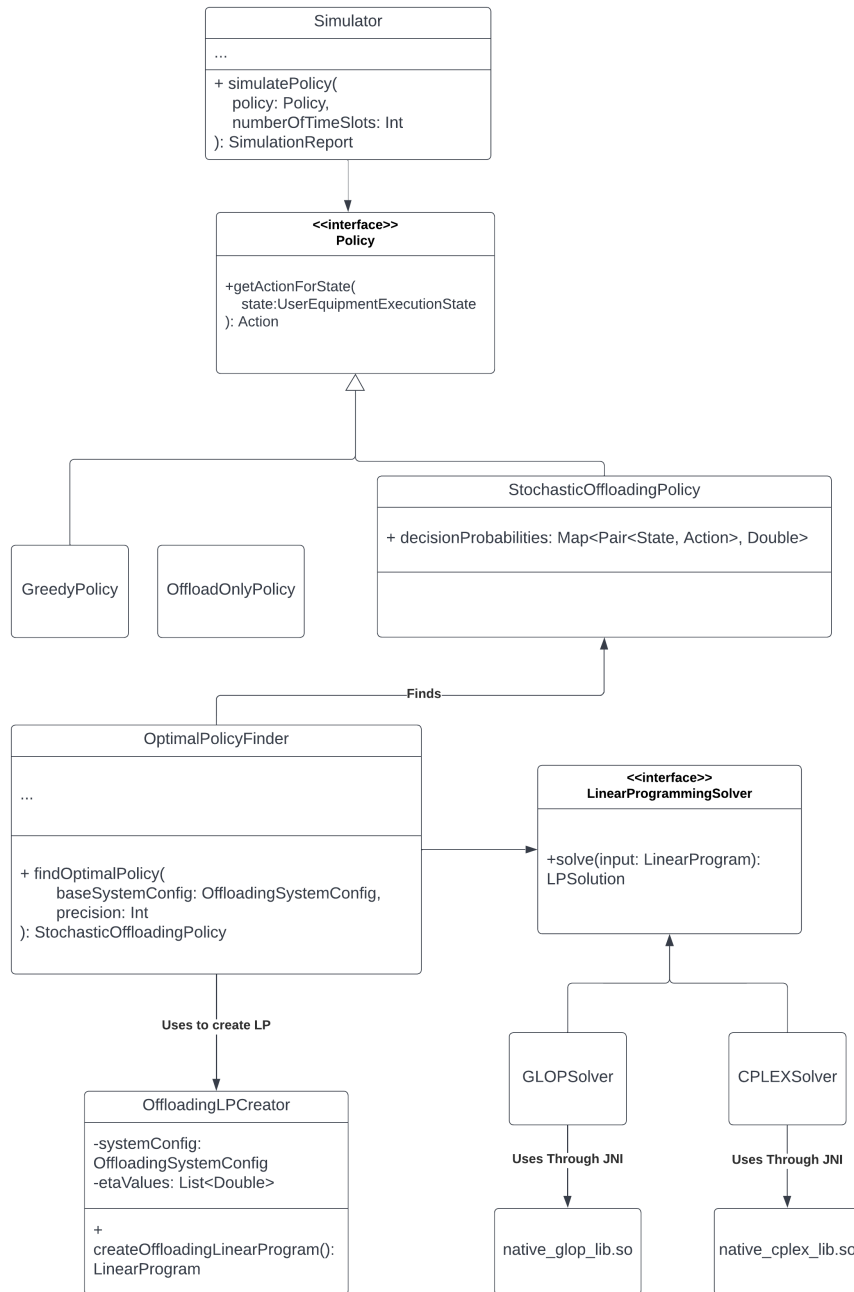 Simulator
...
+ simulatePolicy(
policy: Policy,
numberOfTimeSlots: Int
): SimulationReport
<<interface>>
Policy
+getActionForState(
state:UserEquipmentExecutionState
): Action
StochasticOffloadingPolicy
+ decisionProbabilities: Map<Pair<State, Action>, Double>
GreedyPolicy
OffloadOnlyPolicy
Finds
OptimalPolicyFinder
...
+ findOptimalPolicy(
baseSystemConfig: OffloadingSystemConfig,
precision: Int
): StochasticOffloadingPolicy
<<interface>>
LinearProgrammingSolver
+solve(input: LinearProgram):
LPSolution
Uses to create LP
GLOPSolver
CPLEXSolver
OffloadingLPCreator
-systemConfig:
OffloadingSystemConfig
-etaValues: List<Double>
+
createOffloadingLinearProgram():
LinearProgram
Uses Through JNI
Uses Through JNI
native_glop_lib.so
native_cplex_lib.so